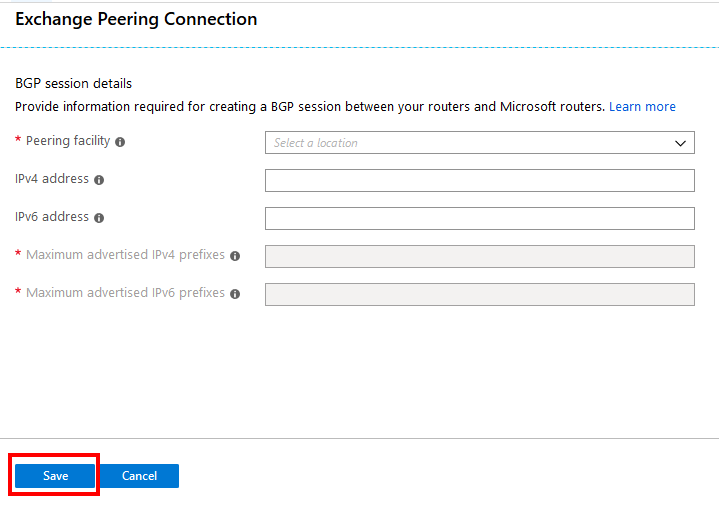 Exchange Peering Connection
BGP session details
Provide information required for creating a BGP session between your routers and Microsoft routers. Learn more
* Peering facility
Select a location
IPv4 address
IPv6 address
* Maximum advertised IPv4 prefixes
* Maximum advertised IPv6 prefixes
Save Cancel